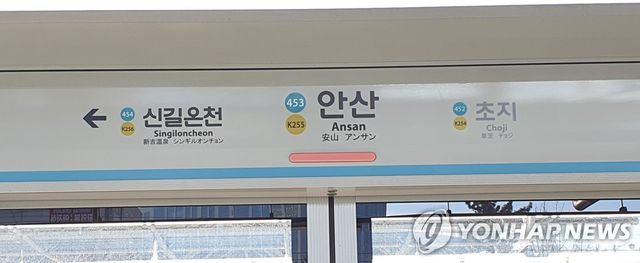 454
K256
신길온천
Singiloncheon
新吉温泉 シンギルオンチョン
453
K255
안산
Ansan
安山 アンサン
452
K254
초지
Choji
草芝 チョジ
YONHAPNEWS